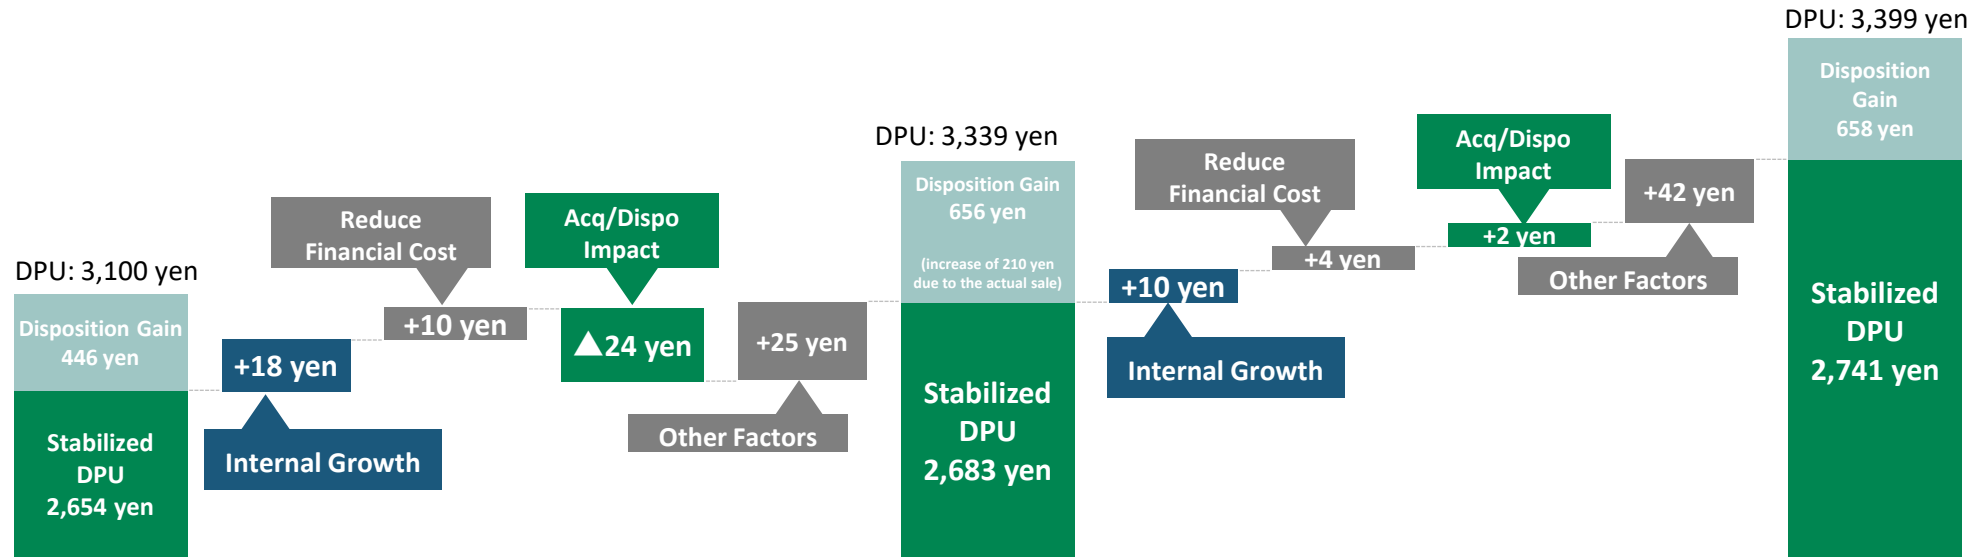 DPU: 3,100 yen
Disposition Gain
446 yen
Stabilized
DPU
2,654 yen
+18 yen
Internal Growth
Reduce
Financial Cost
+10 yen
Acq/Dispo
Impact
▲24 yen
+25 yen
Other Factors
DPU: 3,339 yen
Disposition Gain
656 yen
(increase of 210 yen
due to the actual sale)
Stabilized
DPU
2,683 yen
+10 yen
Internal Growth
Reduce
Financial Cost
+4 yen
Acq/Dispo
Impact
+2 yen
+42 yen
Other Factors
DPU: 3,399 yen
Disposition
Gain
658 yen
Stabilized
DPU
2,741 yen